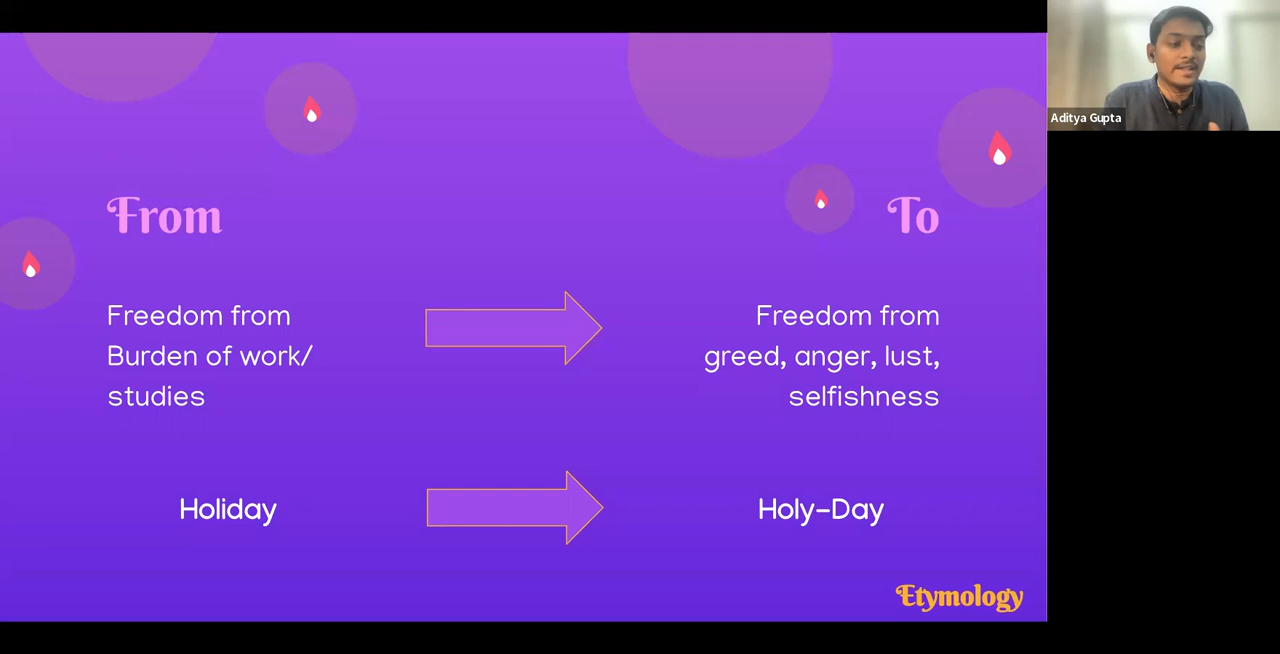 Aditya Gupta
From
To
Freedom from
Burden of work/
studies
Freedom from
greed, anger, lust,
selfishness
Holiday
Holy-Day
Etymology